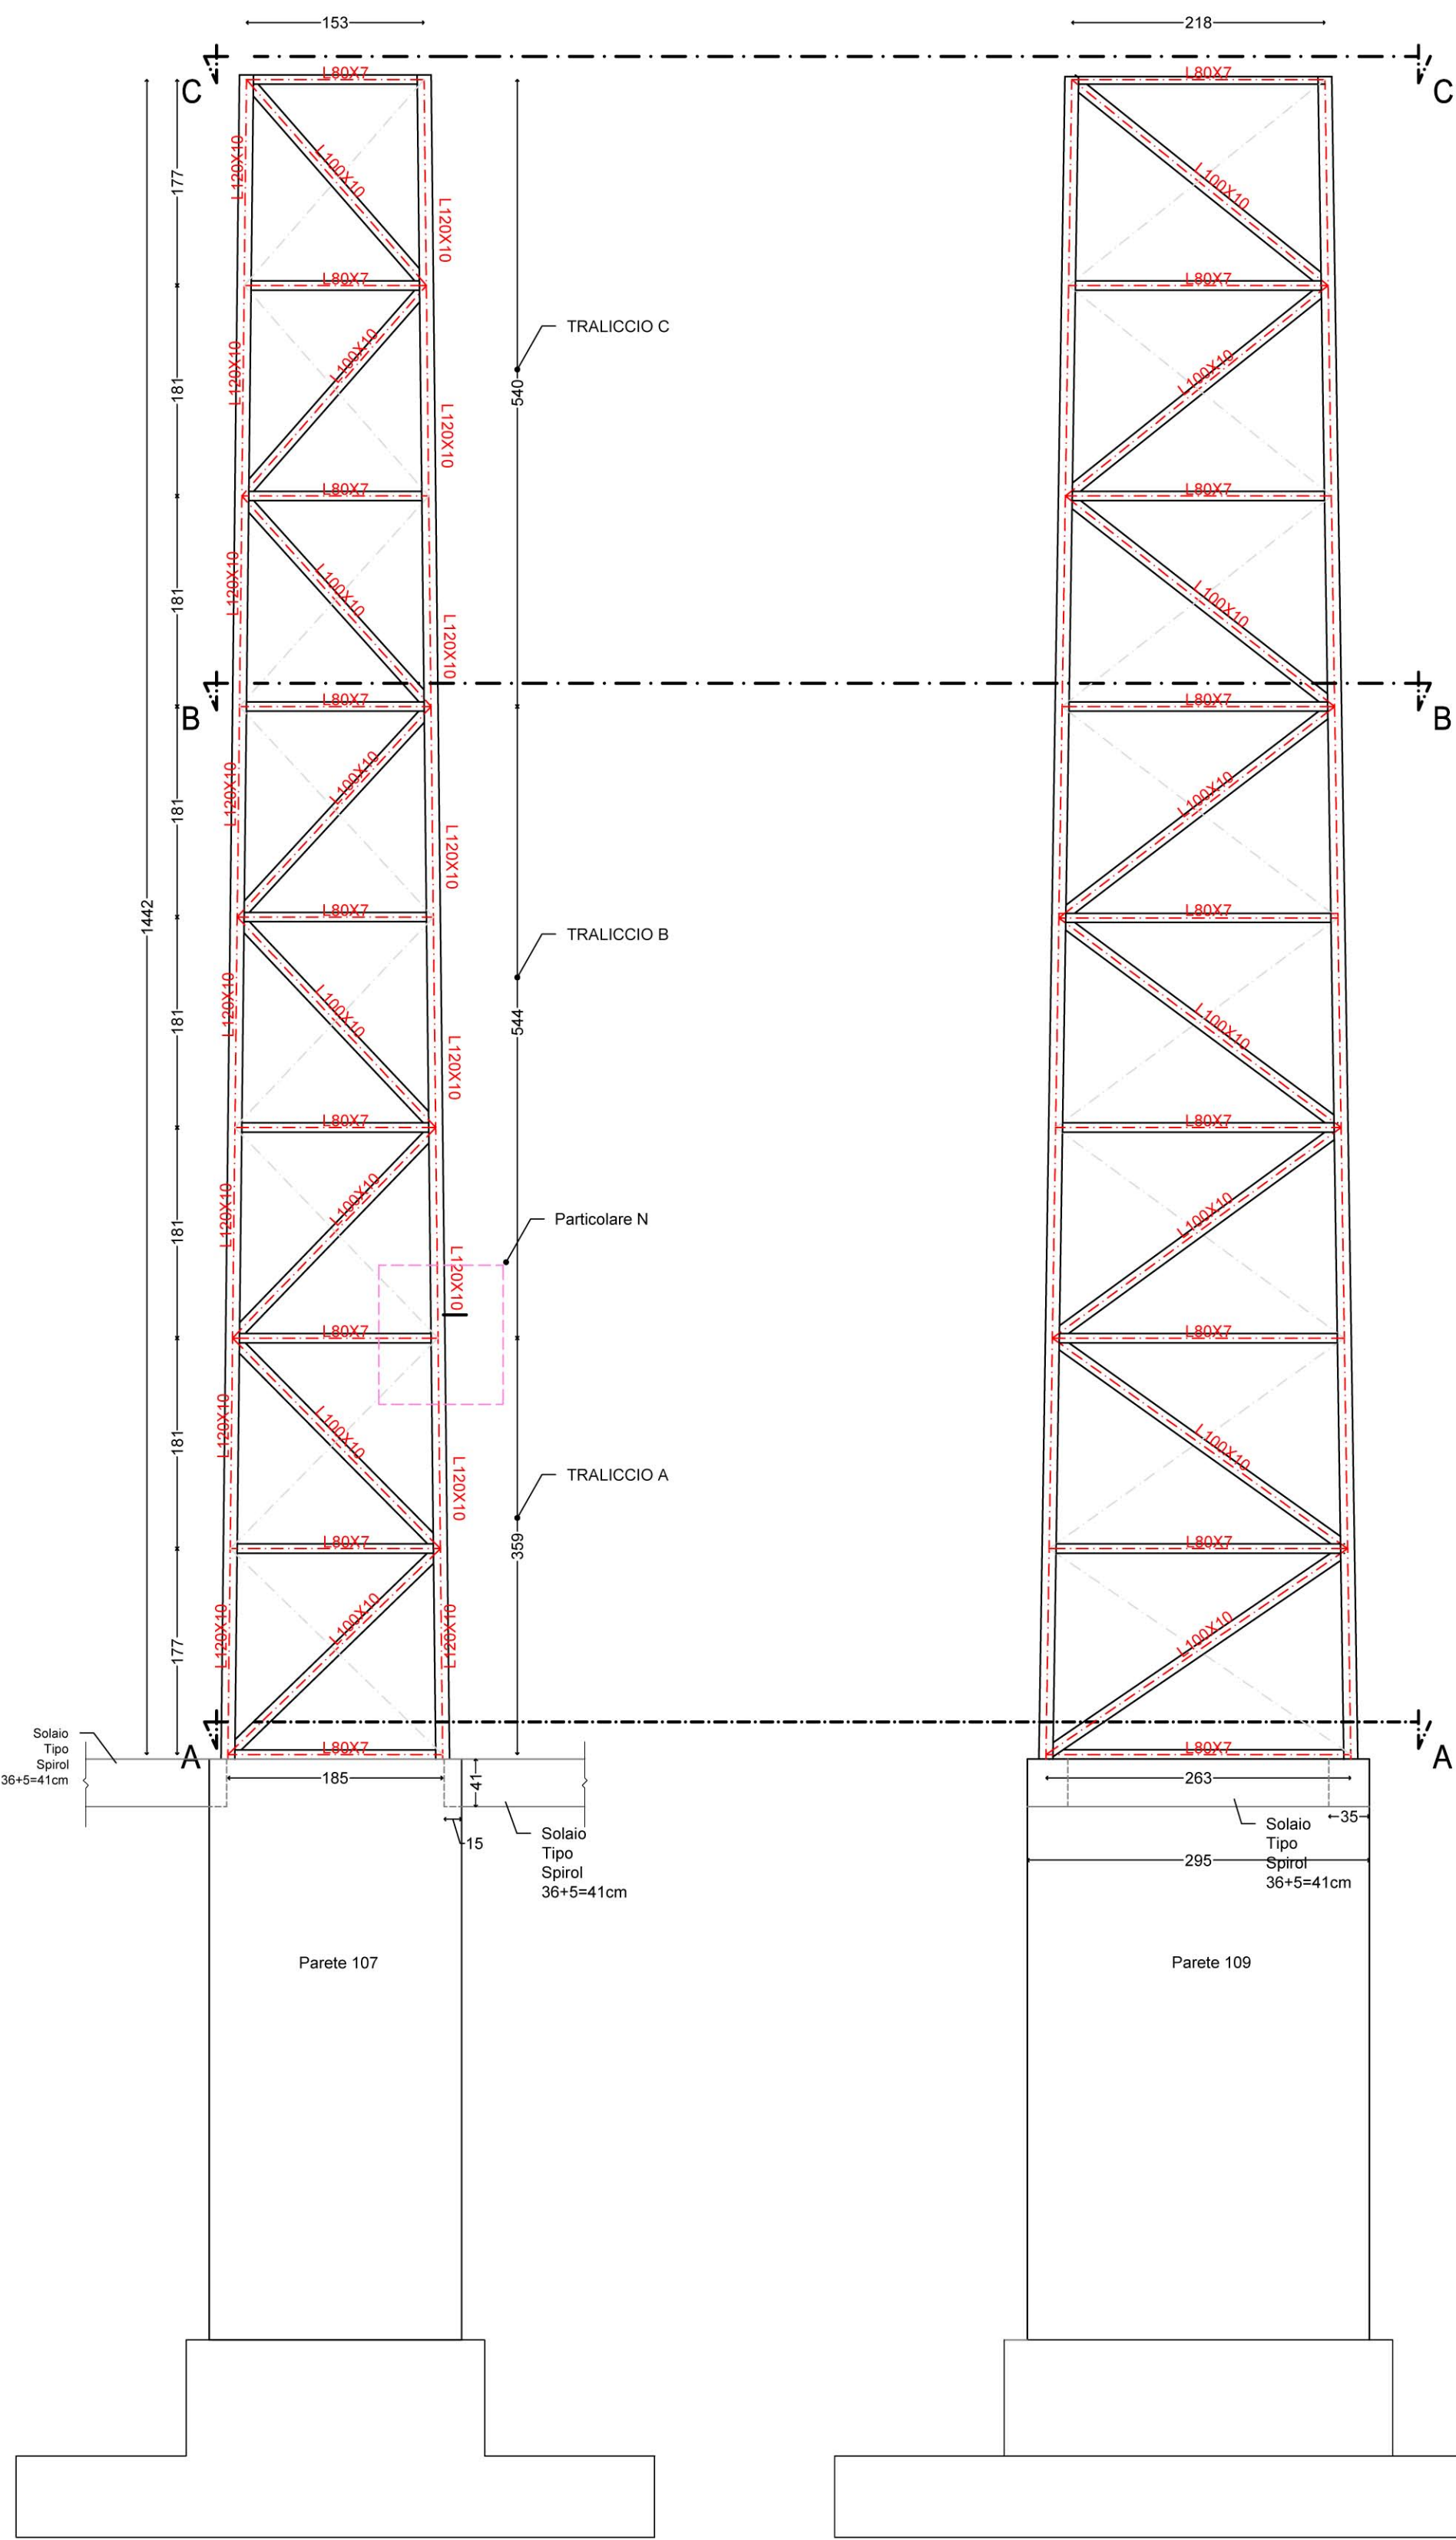 153
218
C
C
L80X7
L80X7
L120X10
L100X10
L100X10
177
L120X10
L80X7
L80X7
TRALICCIO C
L120X10
L100X10
L100X10
181
540
L120X10
L80X7
L80X7
L120X10
L100X10
L100X10
181
L120X10
B
B
L80X7
L80X7
L120X10
L100X10
L100X10
181
L120X10
1442
L80X7
L80X7
TRALICCIO B
L120X10
L100X10
L100X10
181
544
L120X10
L80X7
L80X7
L120X10
L100X10
L100X10
181
Particolare N
L120X10
L80X7
L80X7
L120X10
L100X10
L100X10
181
TRALICCIO A
L120X10
359
L80X7
L80X7
L120X10
L100X10
L120X10
L100X10
177
Solaio
Tipo
Spirol
36+5=41cm
A
A
L80X7
L80X7
185
41
263
15
35
Solaio
Tipo
Spirol
36+5=41cm
Solaio
Tipo
Spirol
36+5=41cm
295
Parete 107
Parete 109